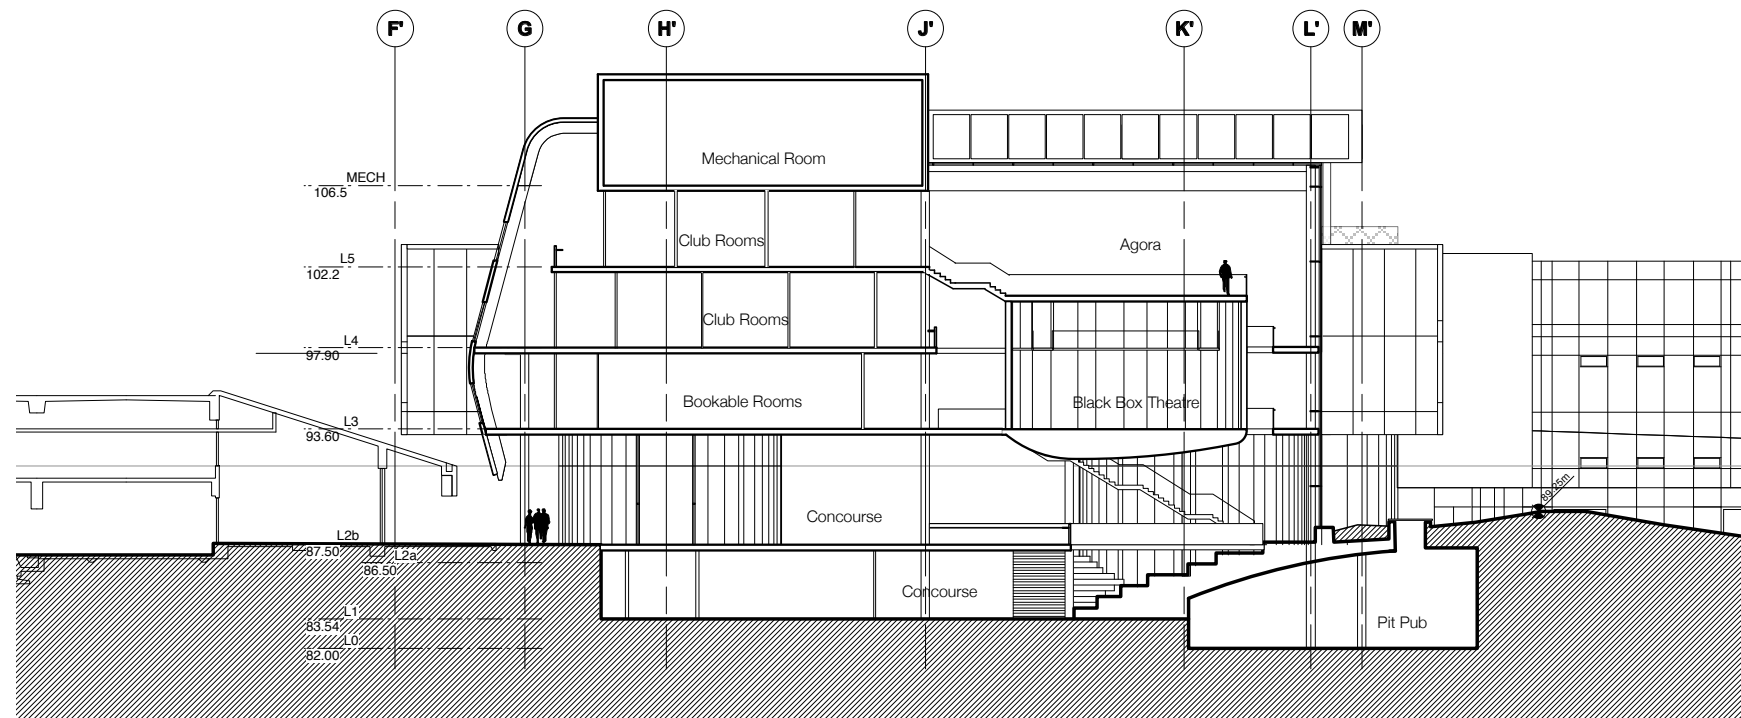 F' G H' J' K' L' M'
Mechanical Room
MECH
106.5
Club Rooms
Agora
L5
102.2
Club Rooms
L4
97.90
Bookable Rooms
Black Box Theatre
L3
93.60
89.25m
Concourse
L2b
87.50
L2a
86.50
Concourse
L1
83.54
Pit Pub
L0
82.00